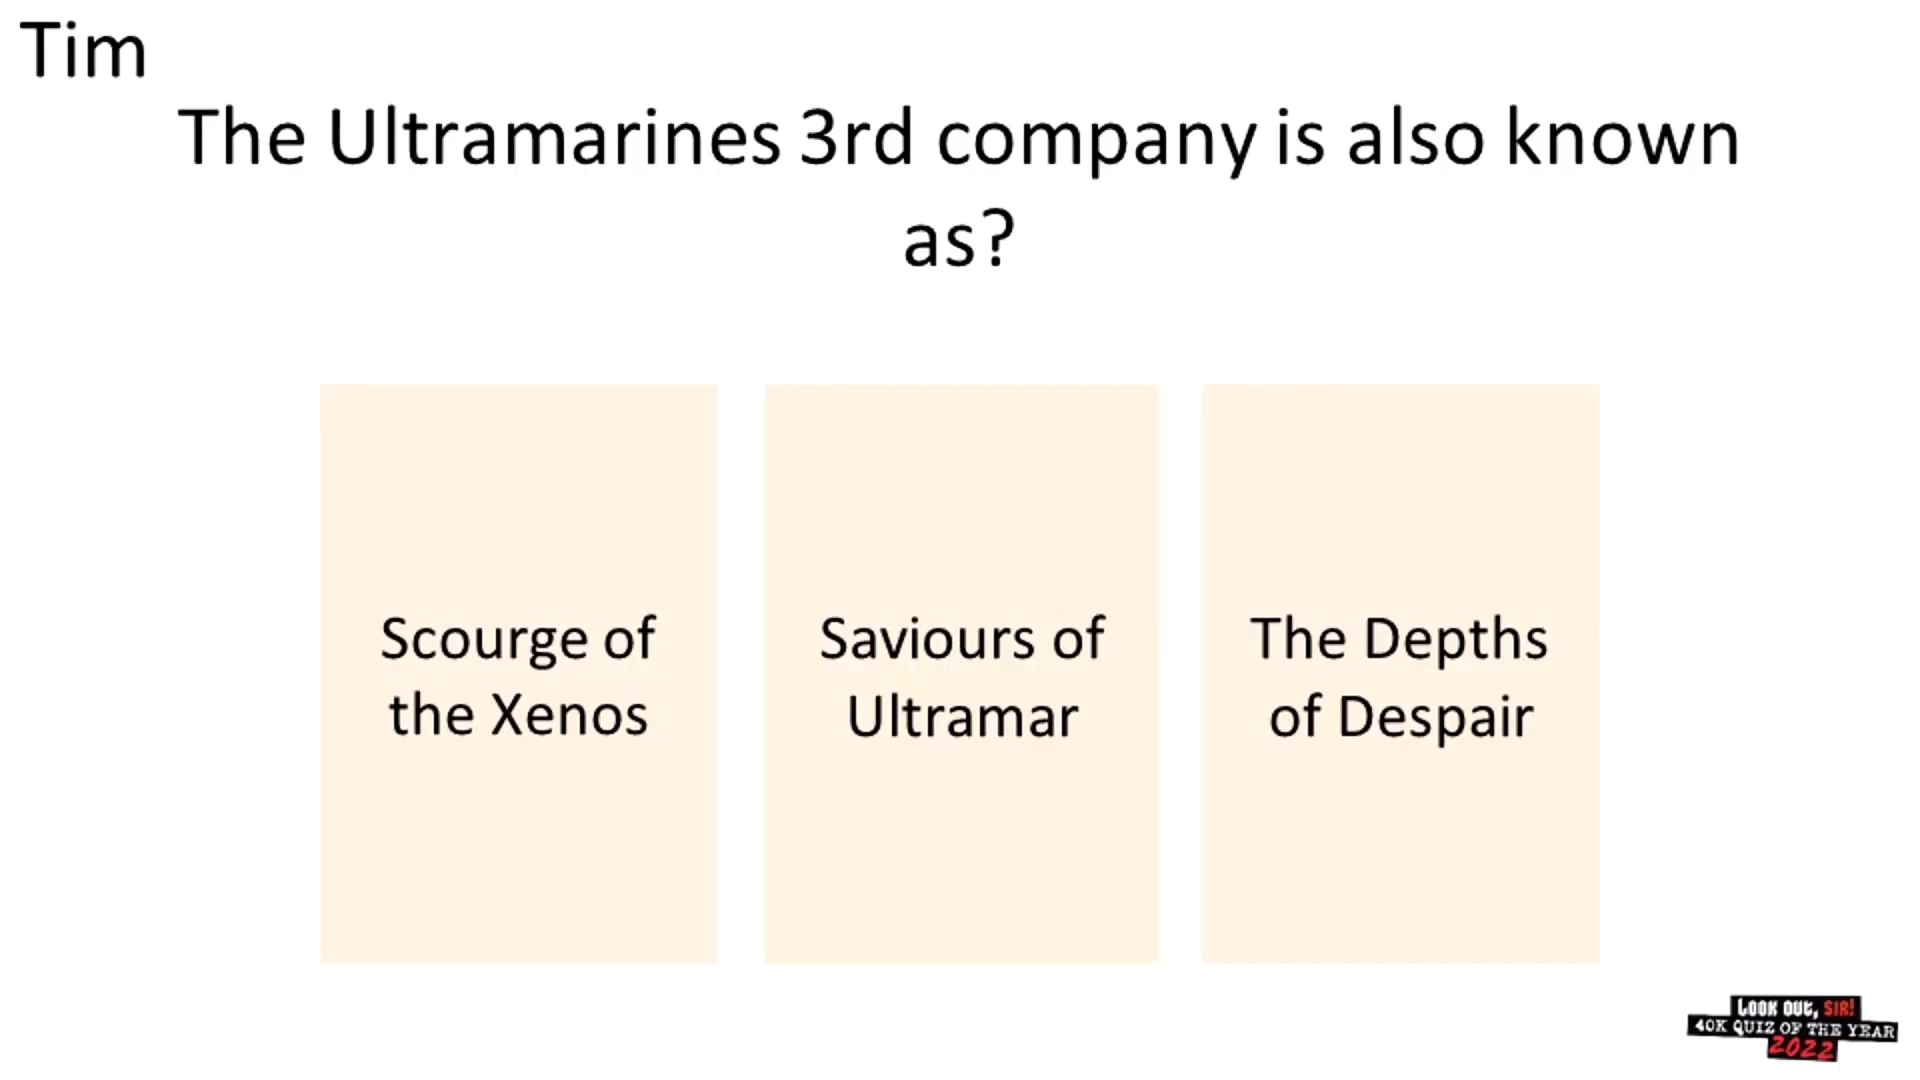 Tim
The Ultramarines 3rd company is also known
as?
Scourge of
the Xenos
Saviours of
Ultramar
The Depths
of Despair
LOOK OUT, SIR!
40K QUIZ OF THE YEAR
2022